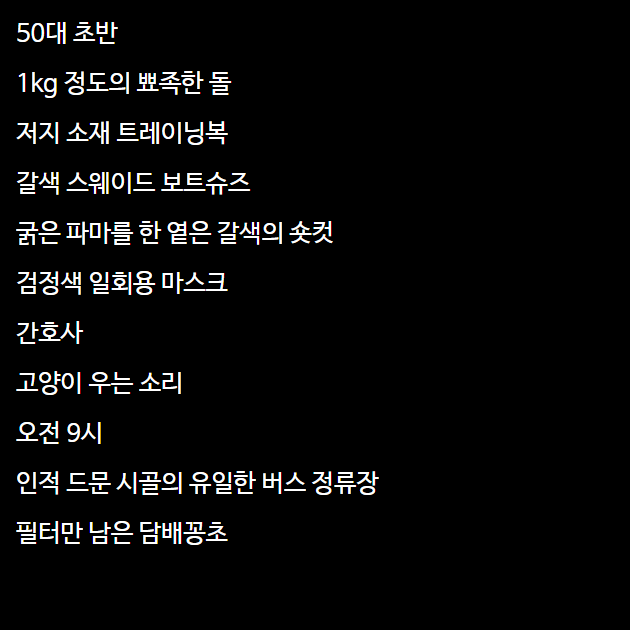 50대 초반
1kg 정도의 뾰족한 돌
저지 소재 트레이닝복
갈색 스웨이드 보트슈즈
굵은 파마를 한 옅은 갈색의 숏컷
검정색 일회용 마스크
간호사
고양이 우는 소리
오전 9시
인적 드문 시골의 유일한 버스 정류장
필터만 남은 담배꽁초